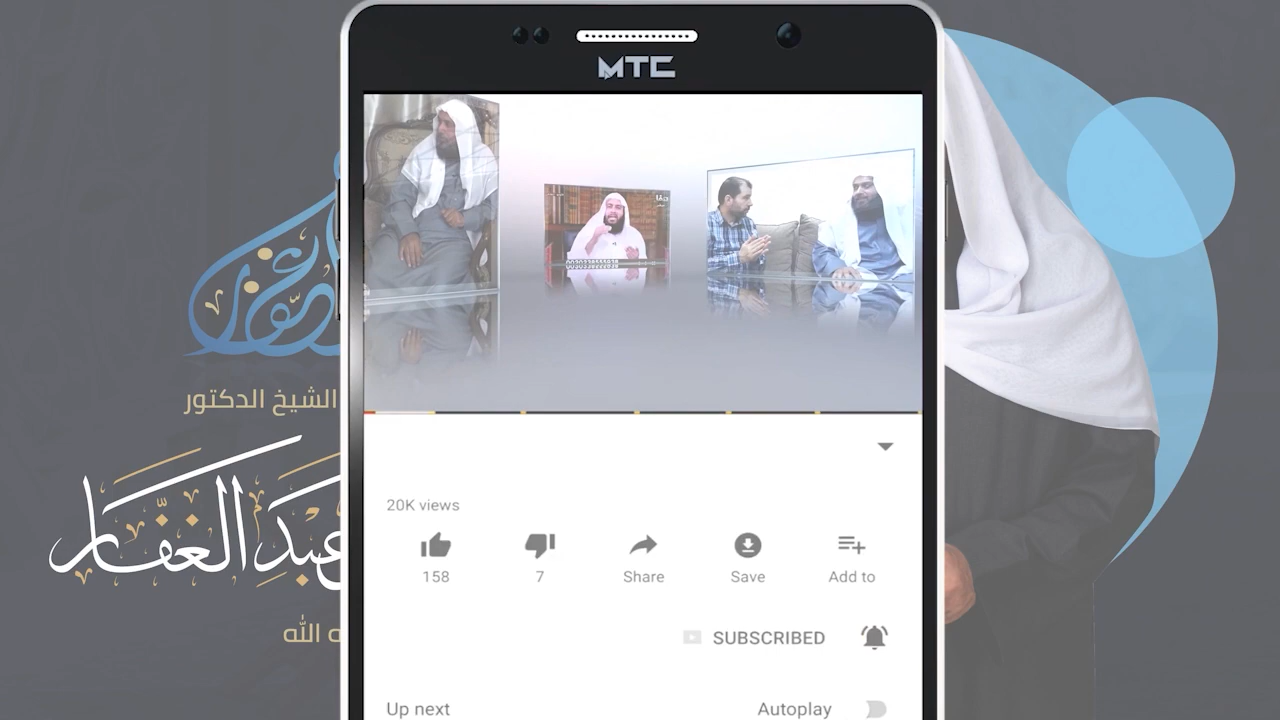 MTC
الشيخ الدكتور
عبد الغفار
ه الله
20K views
158
7
Share
Save
Add to
SUBSCRIBED
Up next
Autoplay